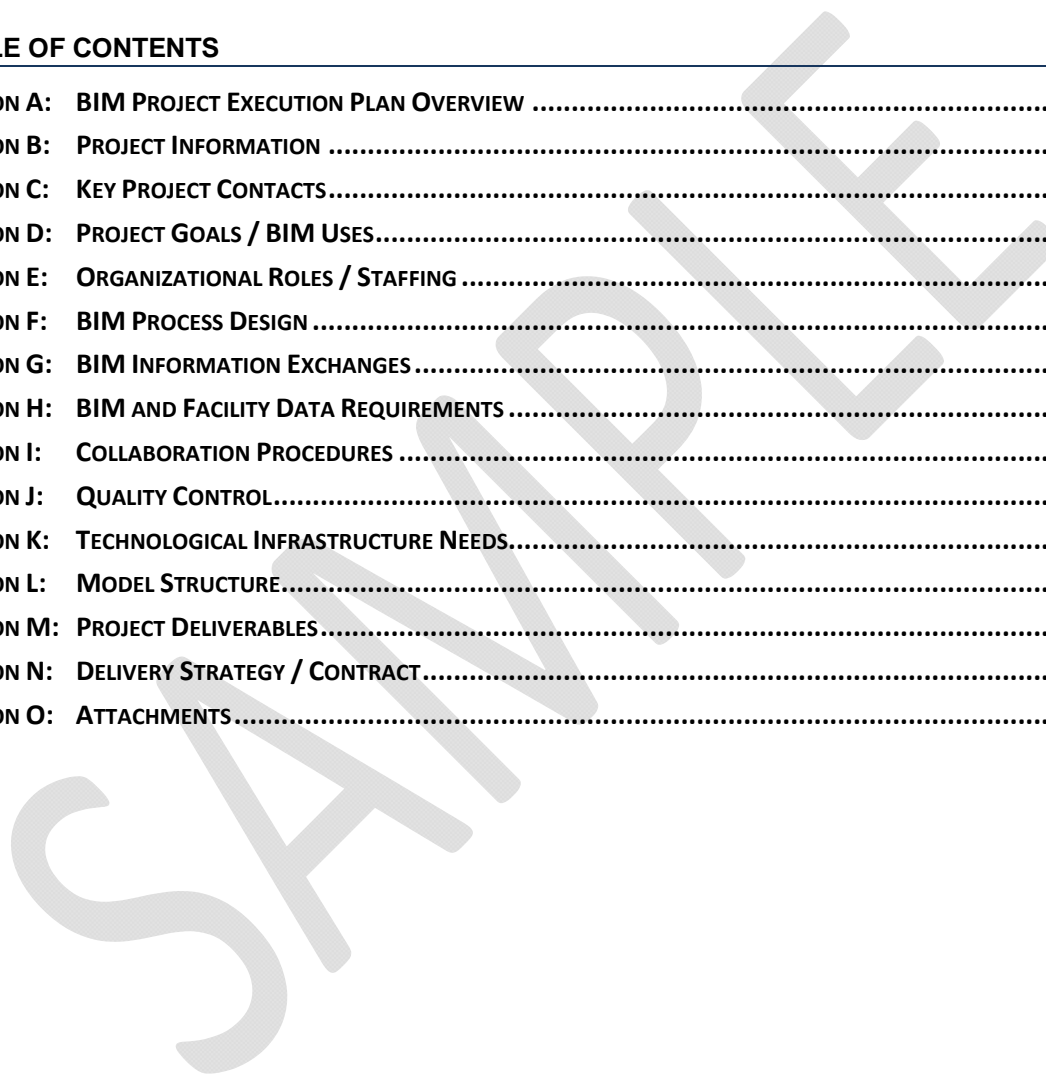 LE OF CONTENTS
ON A: BIM PROJECT EXECUTION PLAN OVERVIEW
ON B: PROJECT INFORMATION
ON C: KEY PROJECT CONTACTS
ON D: PROJECT GOALS / BIM USES
ON E: ORGANIZATIONAL ROLES / STAFFING
ON F: BIM PROCESS DESIGN
ON G: BIM INFORMATION EXCHANGES
ON H: BIM AND FACILITY DATA REQUIREMENTS
ON I: COLLABORATION PROCEDURES
ON J: QUALITY CONTROL
ON K: TECHNOLOGICAL INFRASTRUCTURE NEEDS
ON L: MODEL STRUCTURE
ON M: PROJECT DELIVERABLES
ON N: DELIVERY STRATEGY / CONTRACT
ON O: ATTACHMENTS
SAMPLE